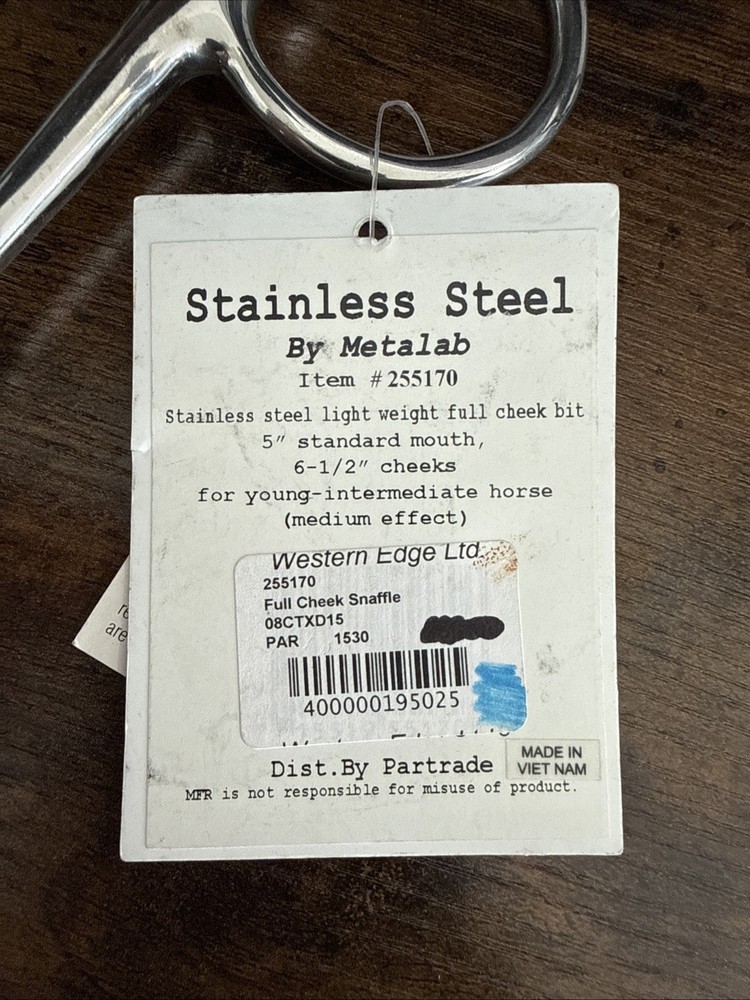 Stainless Steel
By Metalab
Item # 255170
Stainless steel light weight full cheek bit
5" standard mouth,
6-1/2" cheeks
for young-intermediate horse
(medium effect)
Western Edge Ltd
255170
Full Cheek Snaffle
08CTXD15
PAR 1530
400000195025
Dist.By Partrade
MADE IN
VIET NAM
MFR is not responsible for misuse of product.
are